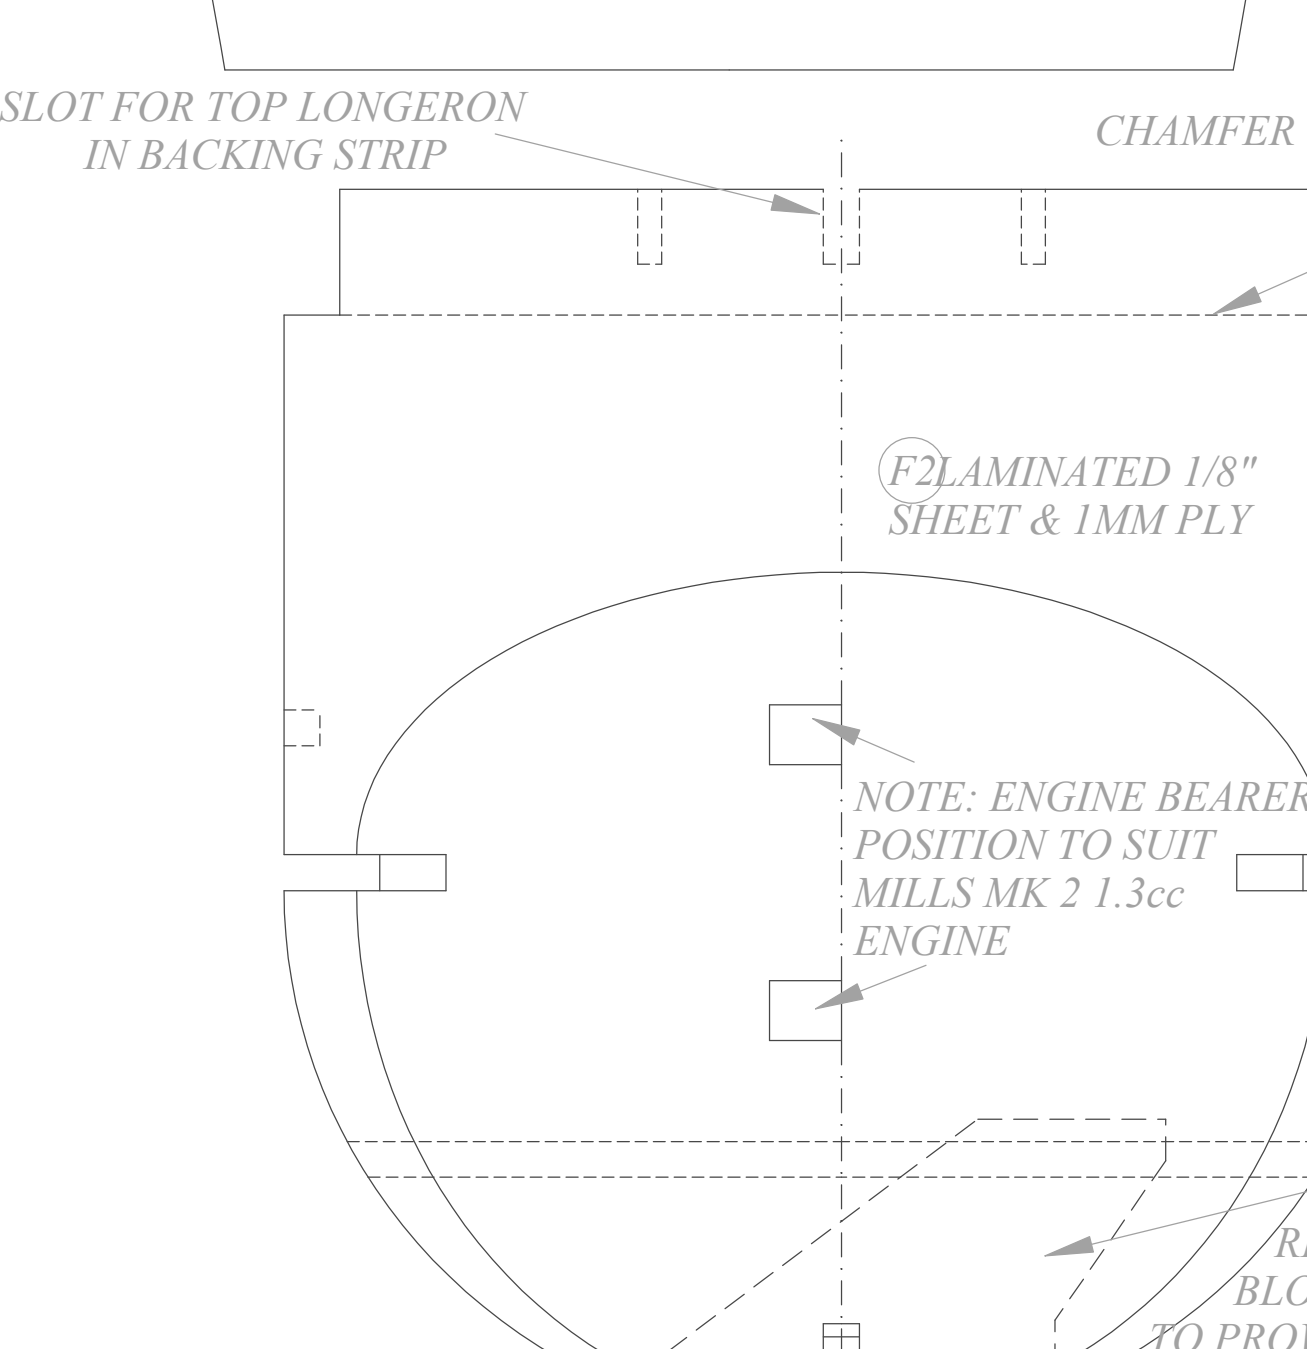 SLOT FOR TOP LONGERON
IN BACKING STRIP
CHAMFER
F2 LAMINATED 1/8"
SHEET & 1MM PLY
NOTE: ENGINE BEARER
POSITION TO SUIT
MILLS MK 2 1.3cc
ENGINE
TO